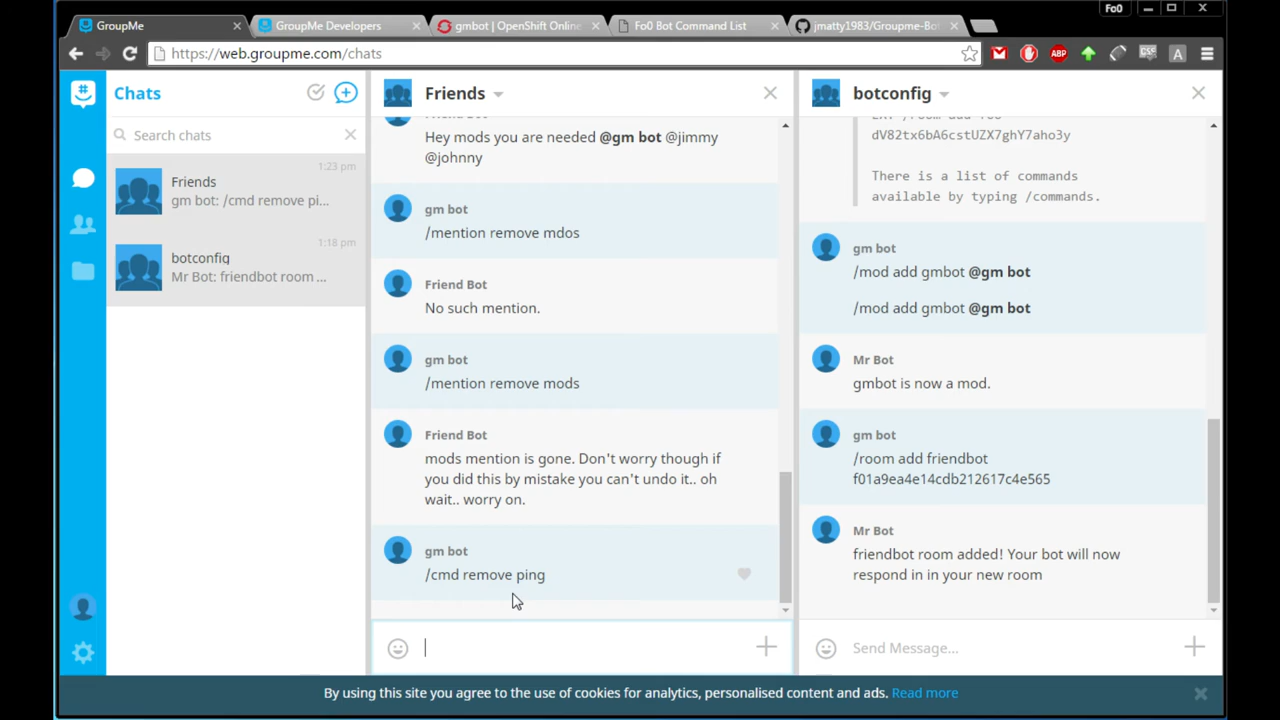 Fo0
GroupMe
GroupMe Developers
gmbot | OpenShift Online
Fo0 Bot Command List
jmatty1983/Groupme-Bot
https://web.groupme.com/chats
Chats
Search chats
1:23 pm
Friends
gm bot: /cmd remove pi...
1:18 pm
botconfig
Mr Bot: friendbot room ...
Friends
Hey mods you are needed @gm bot @jimmy
@johnny
gm bot
/mention remove mdos
Friend Bot
No such mention.
gm bot
/mention remove mods
Friend Bot
mods mention is gone. Don't worry though if
you did this by mistake you can't undo it.. oh
wait.. worry on.
gm bot
/cmd remove ping
botconfig
dV82tx6bA6cstUZX7ghY7aho3y
There is a list of commands
available by typing /commands.
gm bot
/mod add gmbot @gm bot
/mod add gmbot @gm bot
Mr Bot
gmbot is now a mod.
gm bot
/room add friendbot
f01a9ea4e14cdb212617c4e565
Mr Bot
friendbot room added! Your bot will now
respond in in your new room
Send Message...
By using this site you agree to the use of cookies for analytics, personalised content and ads. Read more